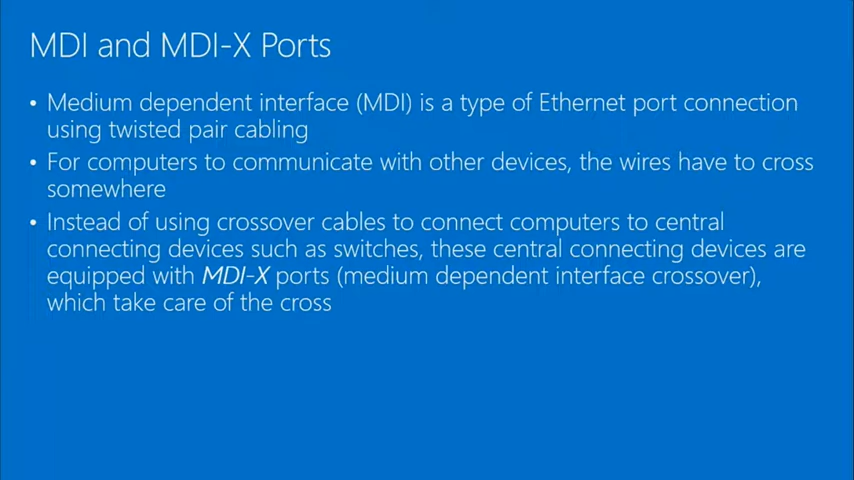 MDI and MDI-X Ports
• Medium dependent interface (MDI) is a type of Ethernet port connection
using twisted pair cabling
• For computers to communicate with other devices, the wires have to cross
somewhere
• Instead of using crossover cables to connect computers to central
connecting devices such as switches, these central connecting devices are
equipped with MDI-X ports (medium dependent interface crossover),
which take care of the cross